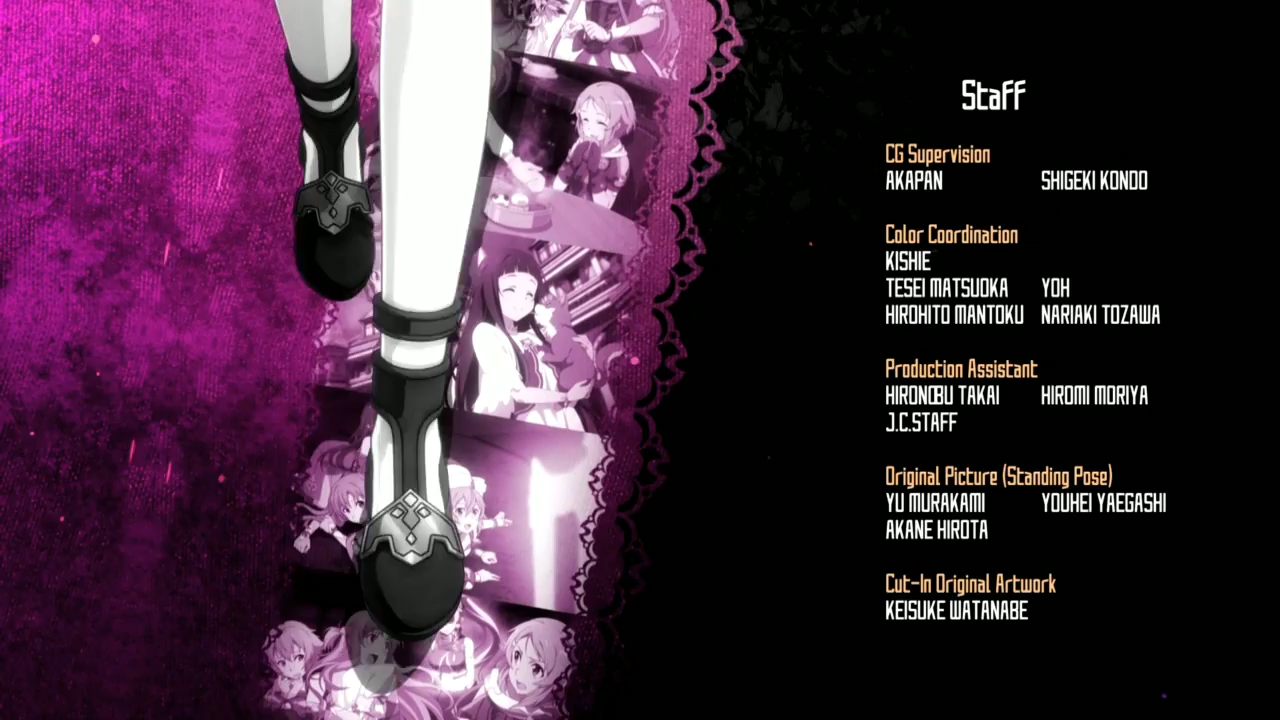 Staff
CG Supervision
AKAPAN SHIGEKI KONDO
Color Coordination
KISHIE
TESEI MATSUOKA YOH
HIROHITO MANTOKU NARIAKI TOZAWA
Production Assistant
HIRONOBU TAKAI HIROMI MORIYA
J.C.STAFF
Original Picture (Standing Pose)
YU MURAKAMI YOUHEI YAEGASHI
AKANE HIROTA
Cut-In Original Artwork
KEISUKE WATANABE